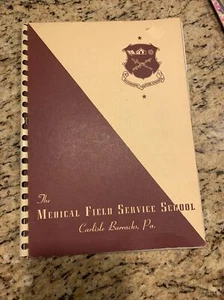 The
MEDICAL FIELD SERVICE SCHOOL
Carlisle Barracks, Pa.